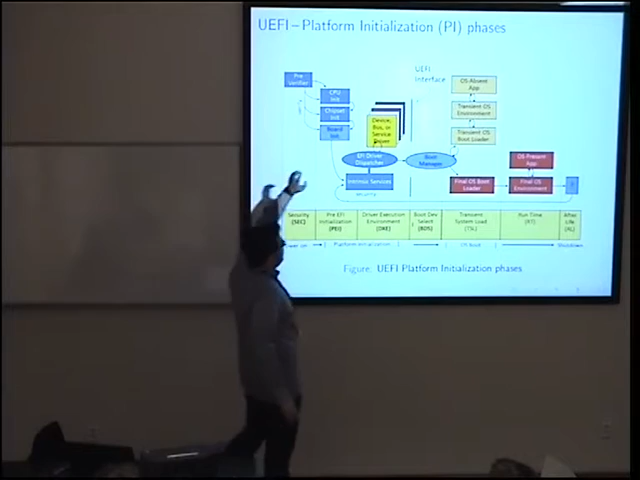 UEFI – Platform Initialization (PI) phases
UEFI
Interface
Pre
Verifier
CPU
Init
Chipset
Init
Board
Init
Device,
Bus, or
Service
Driver
EFI Driver
Dispatcher
Intrinsic Services
security
Boot
Manager
OS-Absent
App
Transient OS
Environment
Transient OS
Boot Loader
OS-Present
App
Final OS Boot
Loader
Final OS
Environment
Security
(SEC)
Pre EFI
Initialization
(PEI)
Driver Execution
Environment
(DXE)
Boot Dev
Select
(BDS)
Transient
System Load
(TSL)
Run Time
(RT)
After
Life
(AL)
Platform initialization
OS Boot
Shutdown
Figure: UEFI Platform Initialization phases